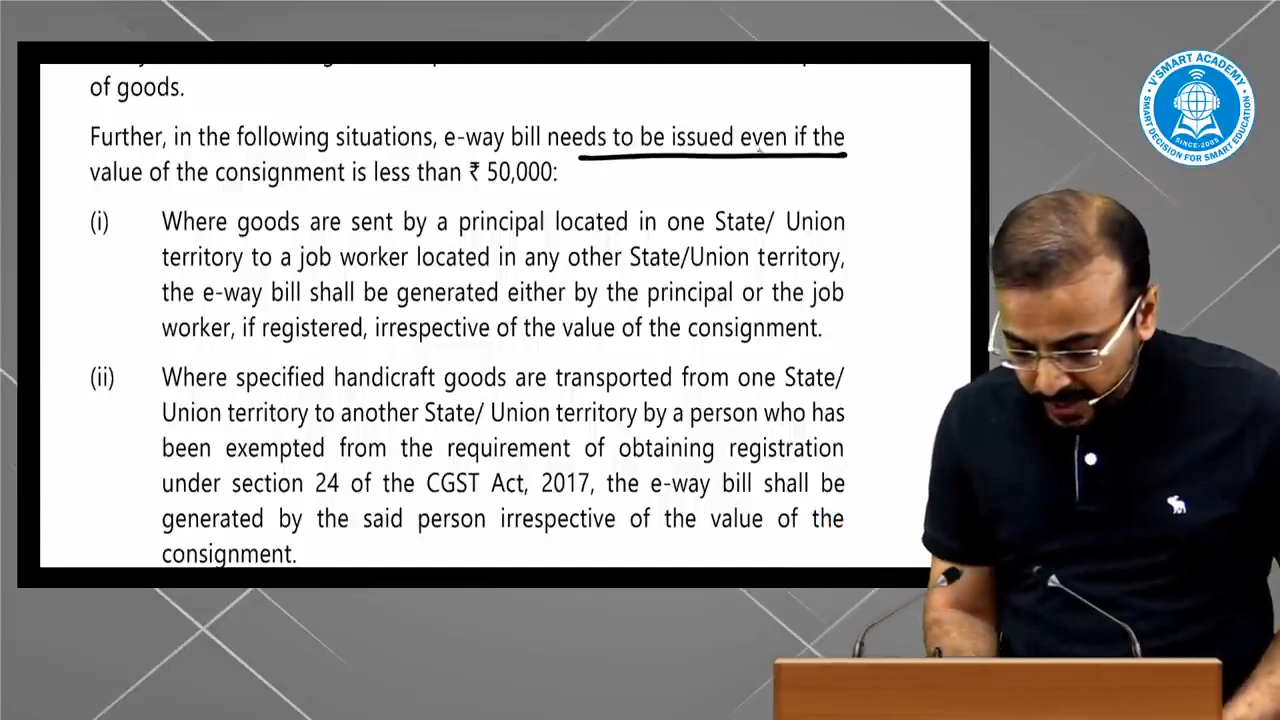 of goods.
Further, in the following situations, e-way bill needs to be issued even if the
value of the consignment is less than ₹ 50,000:
(i) Where goods are sent by a principal located in one State/ Union
territory to a job worker located in any other State/Union territory,
the e-way bill shall be generated either by the principal or the job
worker, if registered, irrespective of the value of the consignment.
(ii) Where specified handicraft goods are transported from one State/
Union territory to another State/ Union territory by a person who has
been exempted from the requirement of obtaining registration
under section 24 of the CGST Act, 2017, the e-way bill shall be
generated by the said person irrespective of the value of the
consignment.
V'SMART ACADEMY
SMART DECISION FOR SMART EDUCATION
SINCE-2003